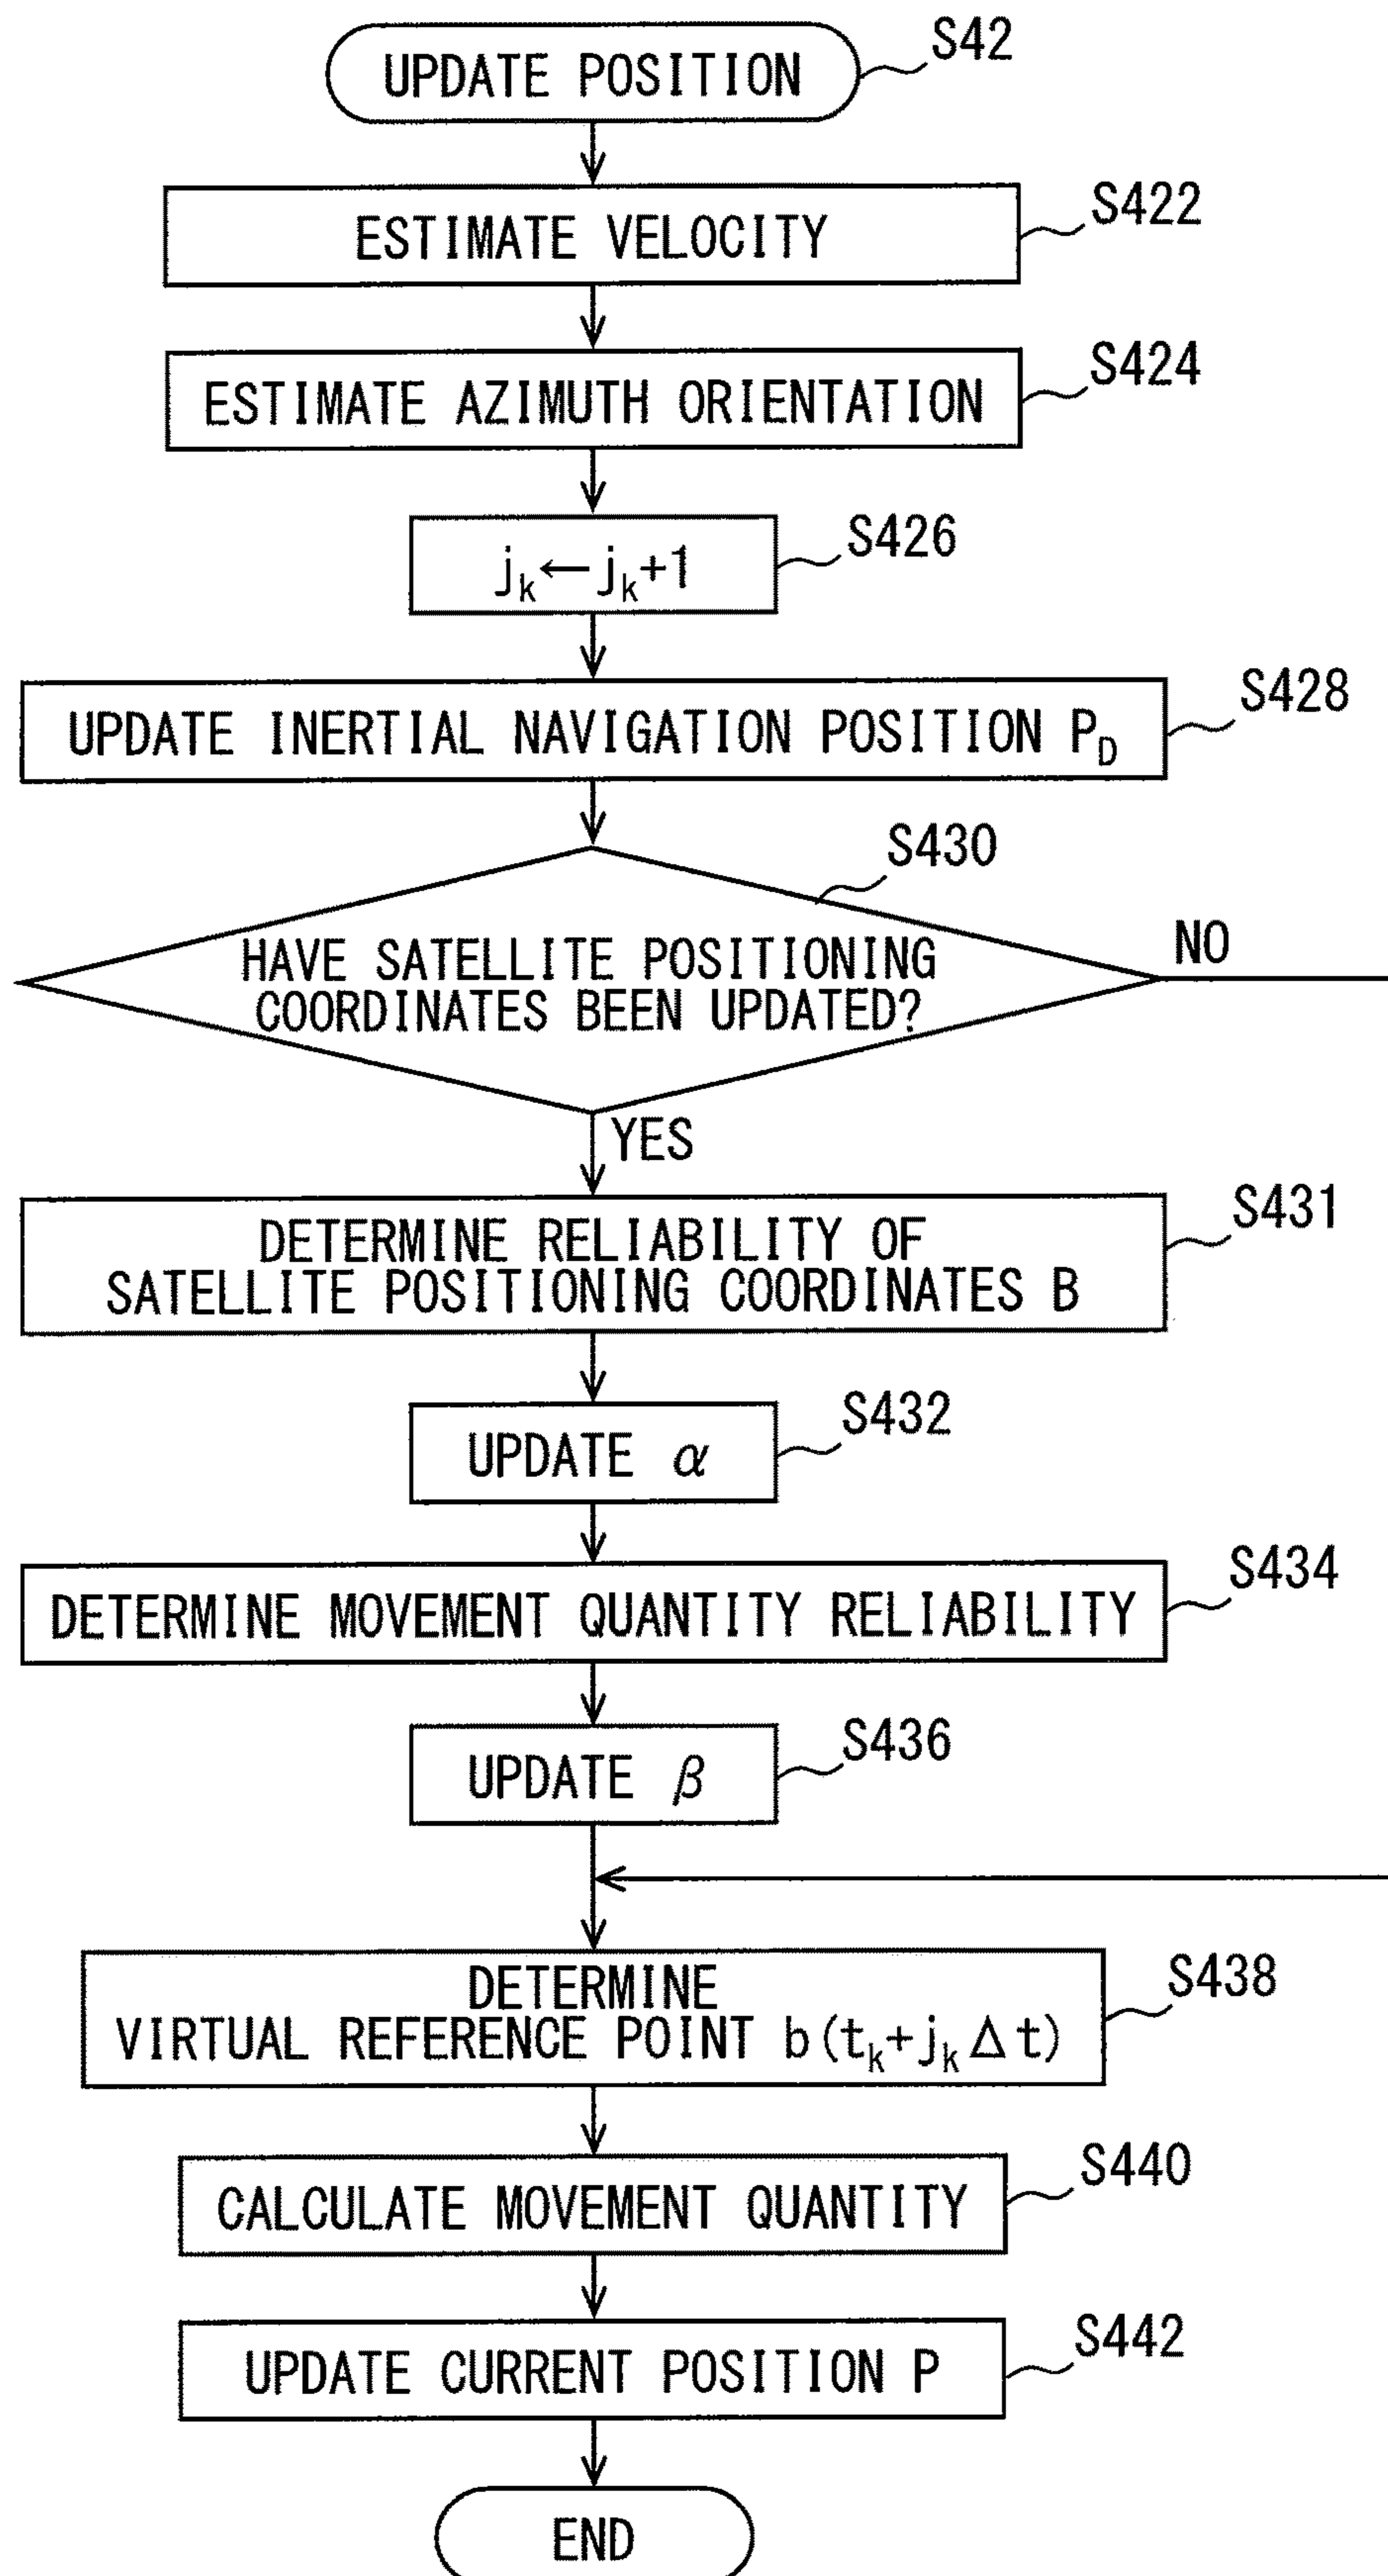 UPDATE POSITION
S42
ESTIMATE VELOCITY
S422
ESTIMATE AZIMUTH ORIENTATION
S424
jₖ←jₖ+1
S426
UPDATE INERTIAL NAVIGATION POSITION P_D
S428
S430
HAVE SATELLITE POSITIONING
COORDINATES BEEN UPDATED?
NO
YES
DETERMINE RELIABILITY OF
SATELLITE POSITIONING COORDINATES B
S431
UPDATE α
S432
DETERMINE MOVEMENT QUANTITY RELIABILITY
S434
UPDATE β
S436
DETERMINE
VIRTUAL REFERENCE POINT b(tₖ+jₖΔt)
S438
CALCULATE MOVEMENT QUANTITY
S440
UPDATE CURRENT POSITION P
S442
END